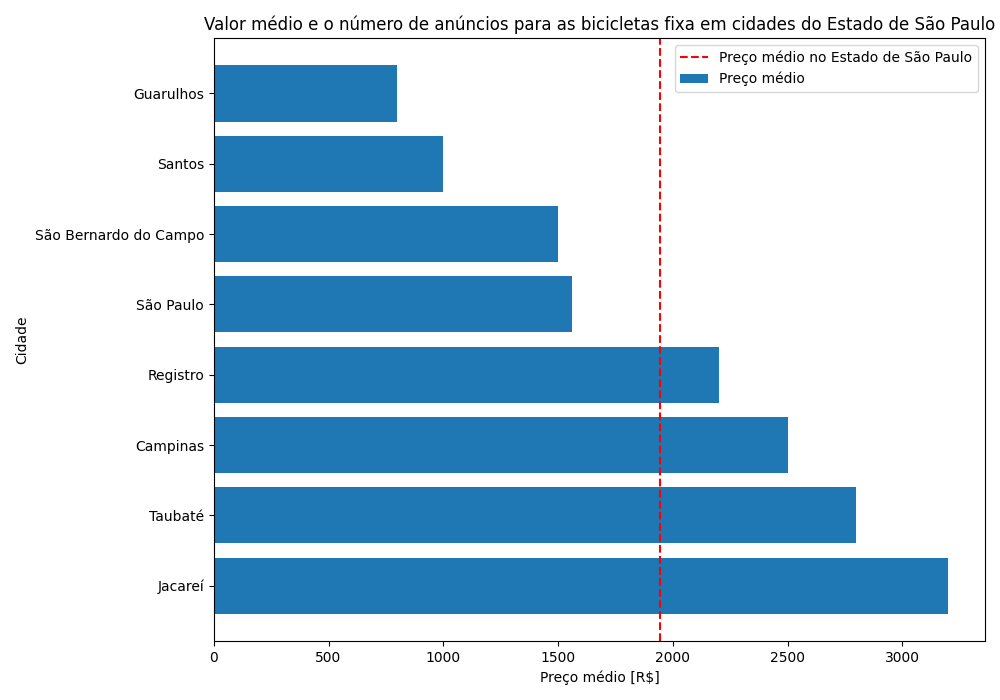 Valor médio e o número de anúncios para as bicicletas fixa em cidades do Estado de São Paulo
Preço médio no Estado de São Paulo
Preço médio
Guarulhos
Santos
São Bernardo do Campo
São Paulo
Registro
Campinas
Taubaté
Jacareí
Cidade
0 500 1000 1500 2000 2500 3000
Preço médio [R$]